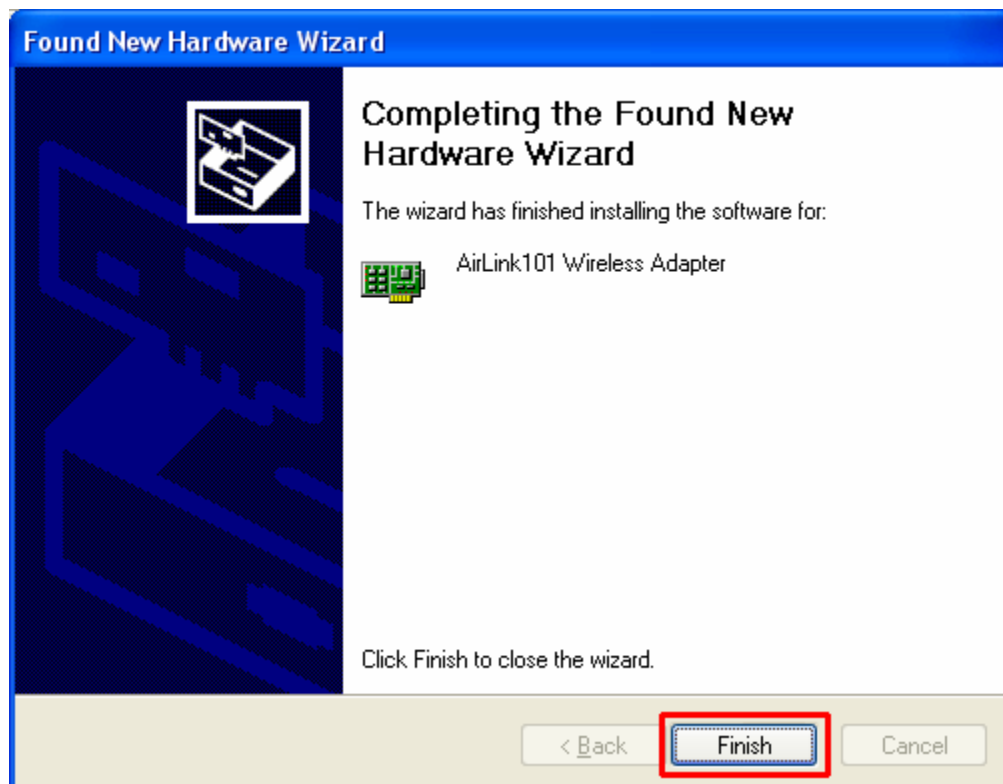 Found New Hardware Wizard
Completing the Found New
Hardware Wizard
The wizard has finished installing the software for:
AirLink101 Wireless Adapter
Click Finish to close the wizard.
< Back
Finish
Cancel